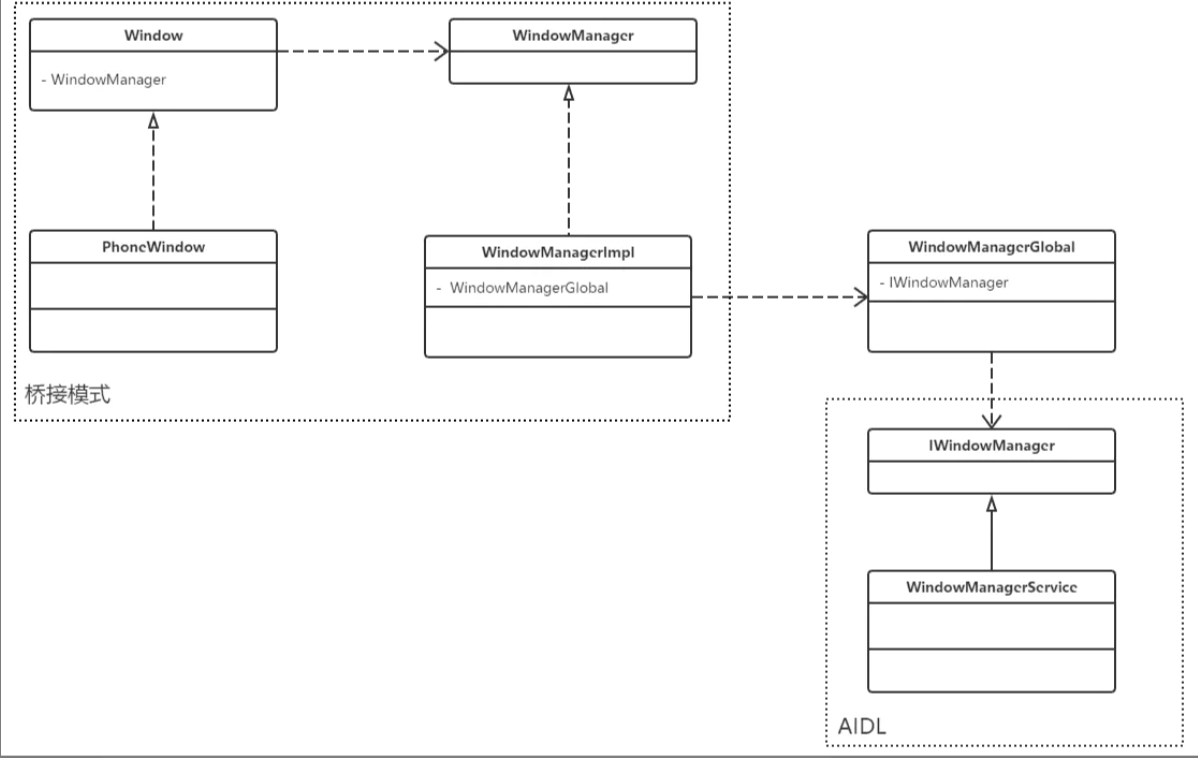 Window
- WindowManager
WindowManager
PhoneWindow
WindowManagerImpl
- WindowManagerGlobal
WindowManagerGlobal
- IWindowManager
桥接模式
IWindowManager
WindowManagerService
AIDL